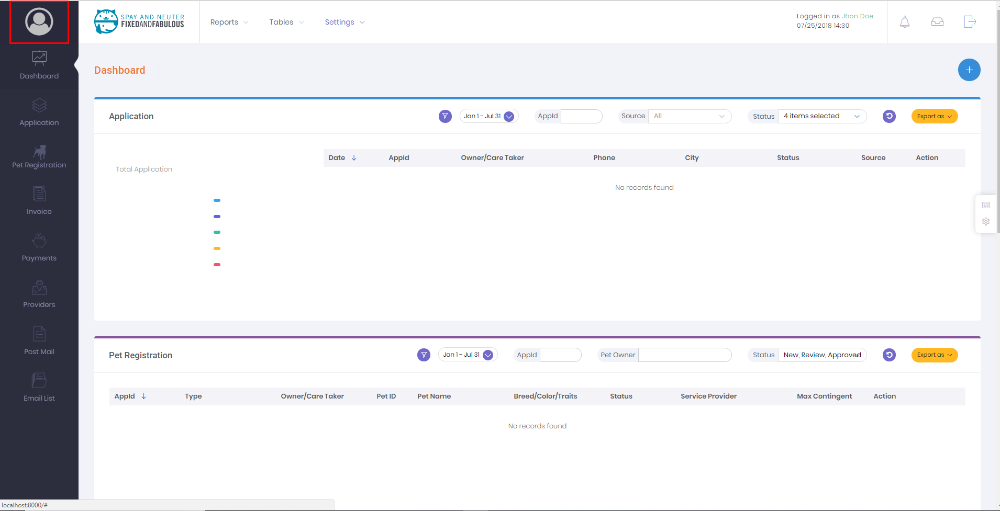 SPAY AND NEUTER
FIXEDANDFABULOUS
Reports
Tables
Settings
Logged in as Jhon Doe
07/25/2018 14:30
Dashboard
Application
Pet Registration
Invoice
Payments
Providers
Post Mail
Email List
Dashboard
Application
Jan 1 - Jul 31
AppId
Source All
Status 4 items selected
Export as
Total Application
Date AppId Owner/Care Taker Phone City Status Source Action
No records found
Pet Registration
Jan 1 - Jul 31
AppId
Pet Owner
Status New, Review, Approved
Export as
AppId Type Owner/Care Taker Pet ID Pet Name Breed/Color/Traits Status Service Provider Max Contingent Action
No records found
localhost:8000/#